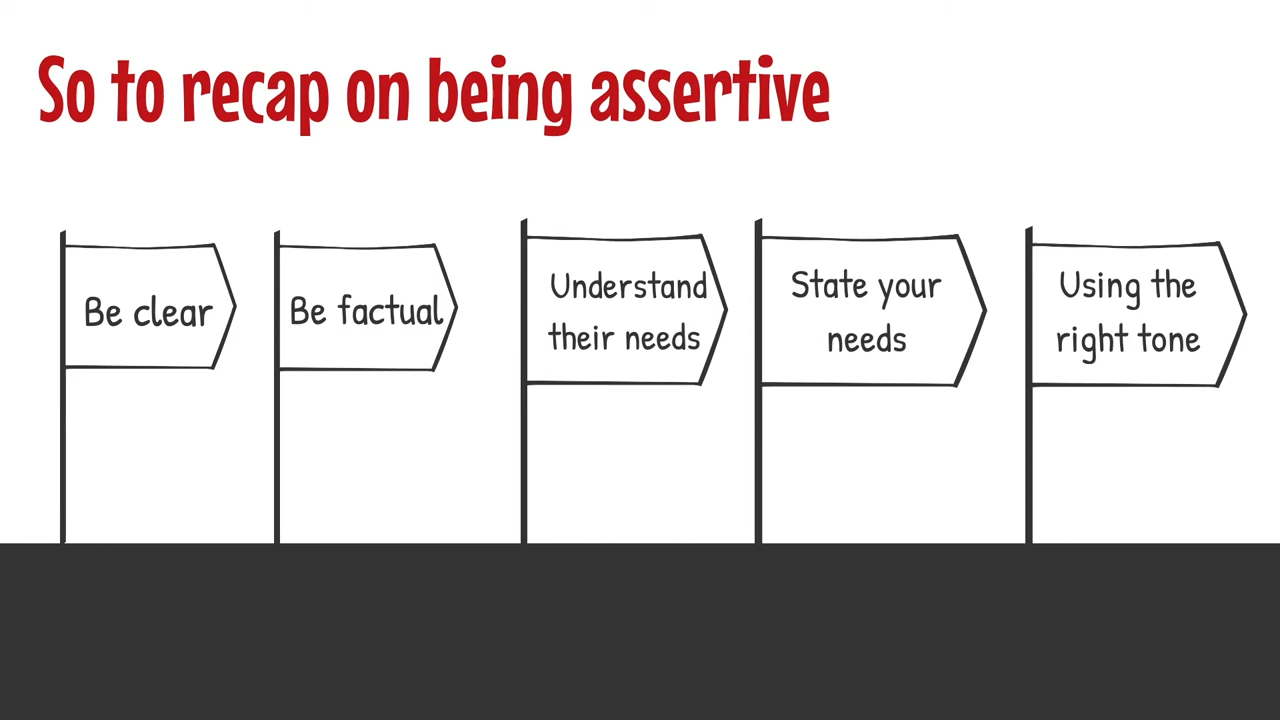 So to recap on being assertive
Be clear
Be factual
Understand
their needs
State your
needs
Using the
right tone